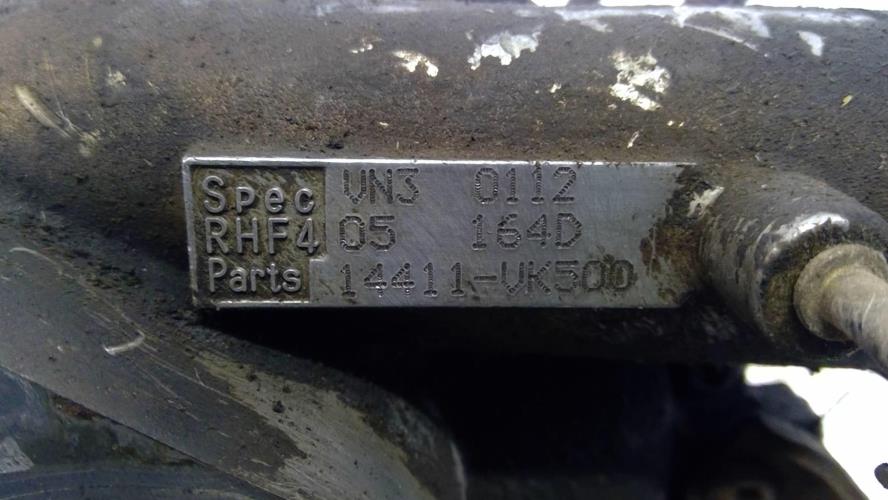 Spec VN3 0112
RHF4 05 164D
Parts 14411-VK500